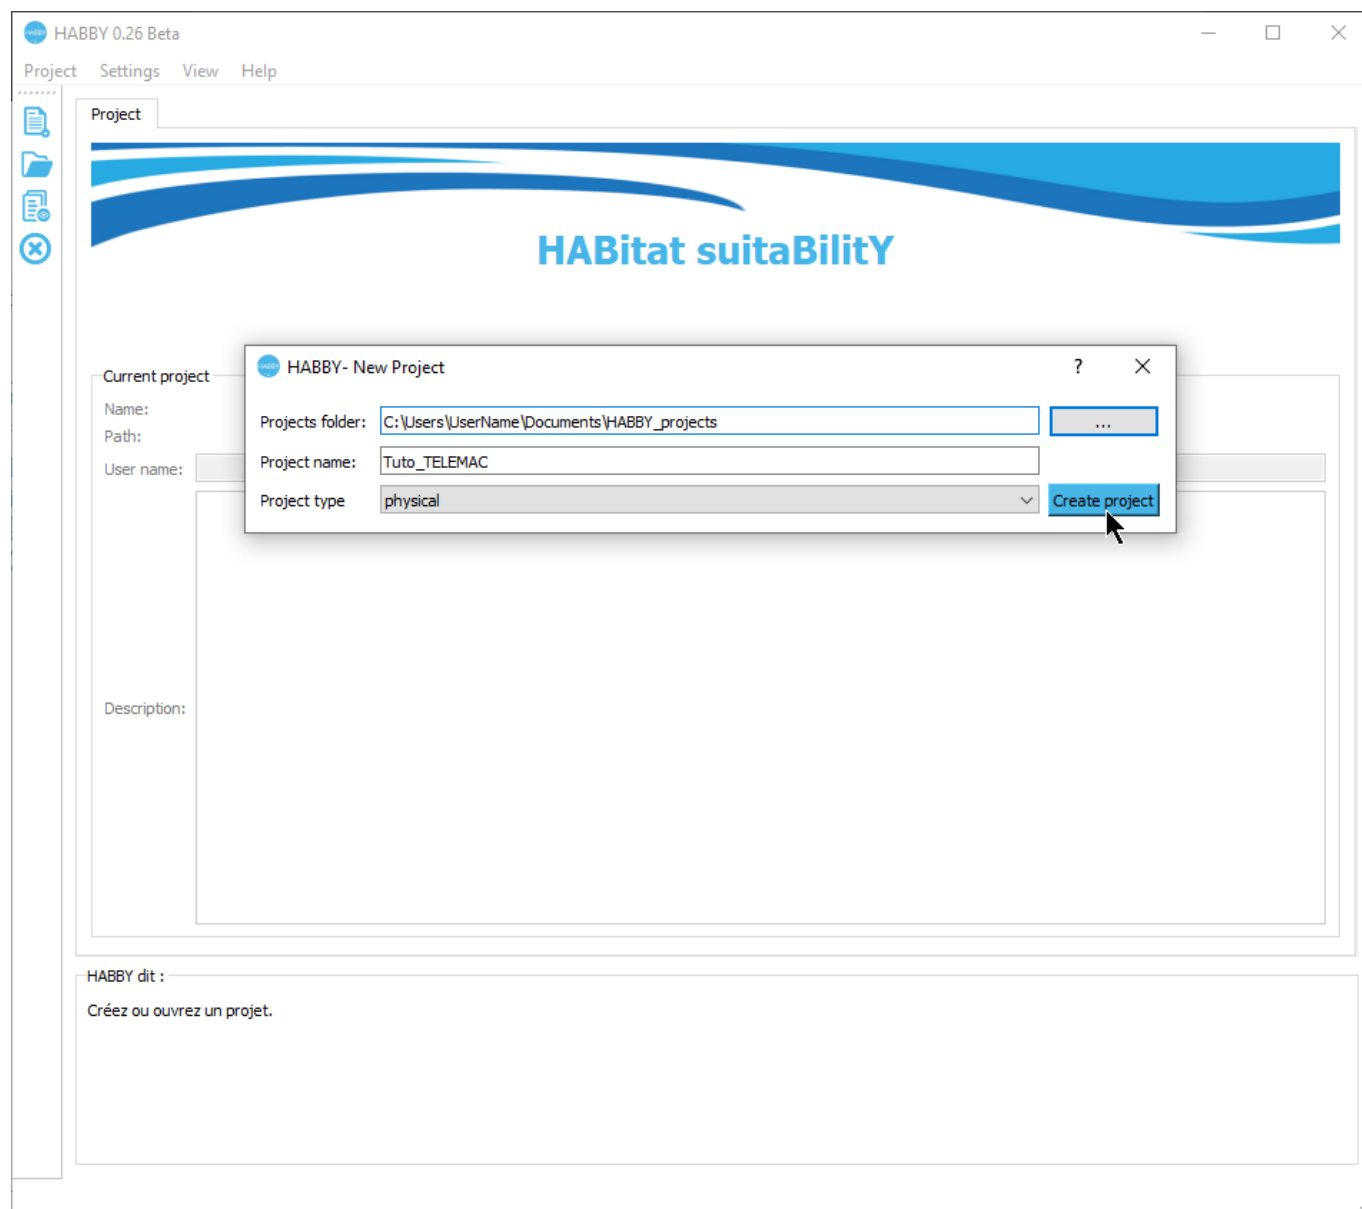 HABBY 0.26 Beta
Project Settings View Help
Project
HABitat suitaBilitY
HABBY- New Project ?
Current project
Name:
Projects folder: C:\Users\UserName\Documents\HABBY_projects ...
Path:
Project name: Tuto_TELEMAC
User name:
Project type physical Create project
Description:
HABBY dit :
Créez ou ouvrez un projet.